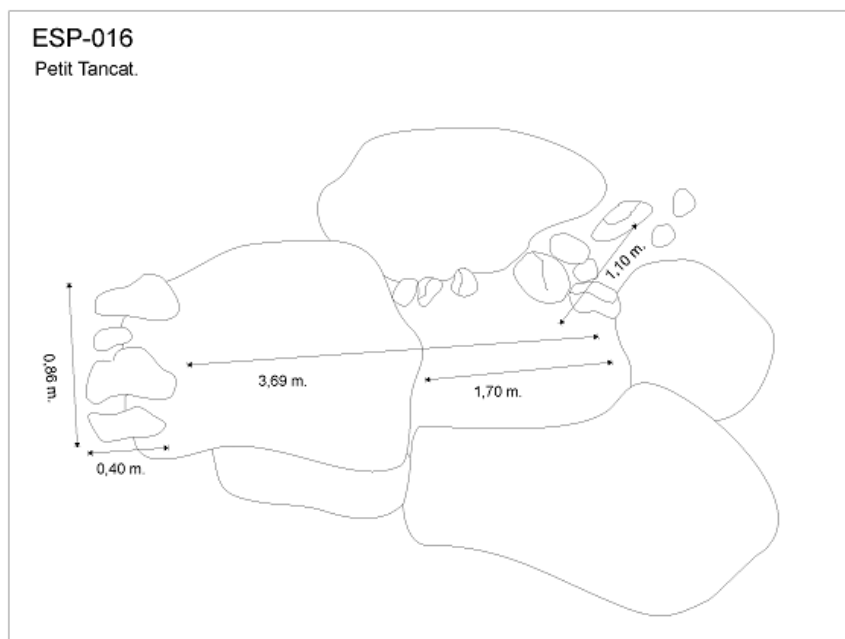 ESP-016
Petit Tancat.
1,10 m.
0,86 m.
3,69 m.
1,70 m.
0,40 m.